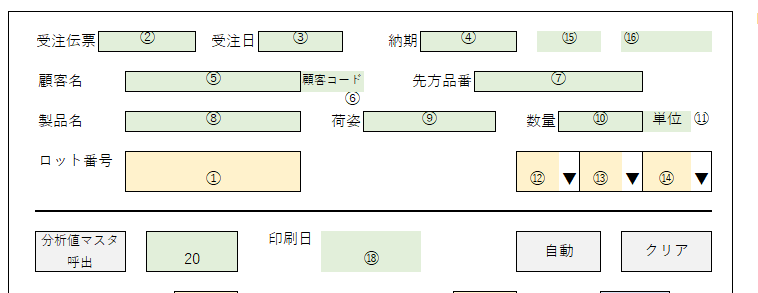 受注伝票 ② 受注日 ③ 納期 ④ ⑮ ⑯
顧客名 ⑤ 顧客コード 先方品番 ⑦
⑥
製品名 ⑧ 荷姿 ⑨ 数量 ⑩ 単位 ⑪
ロット番号 ① ⑫ ▼ ⑬ ▼ ⑭ ▼
分析値マスタ
呼出 20 印刷日 ⑱ 自動 クリア